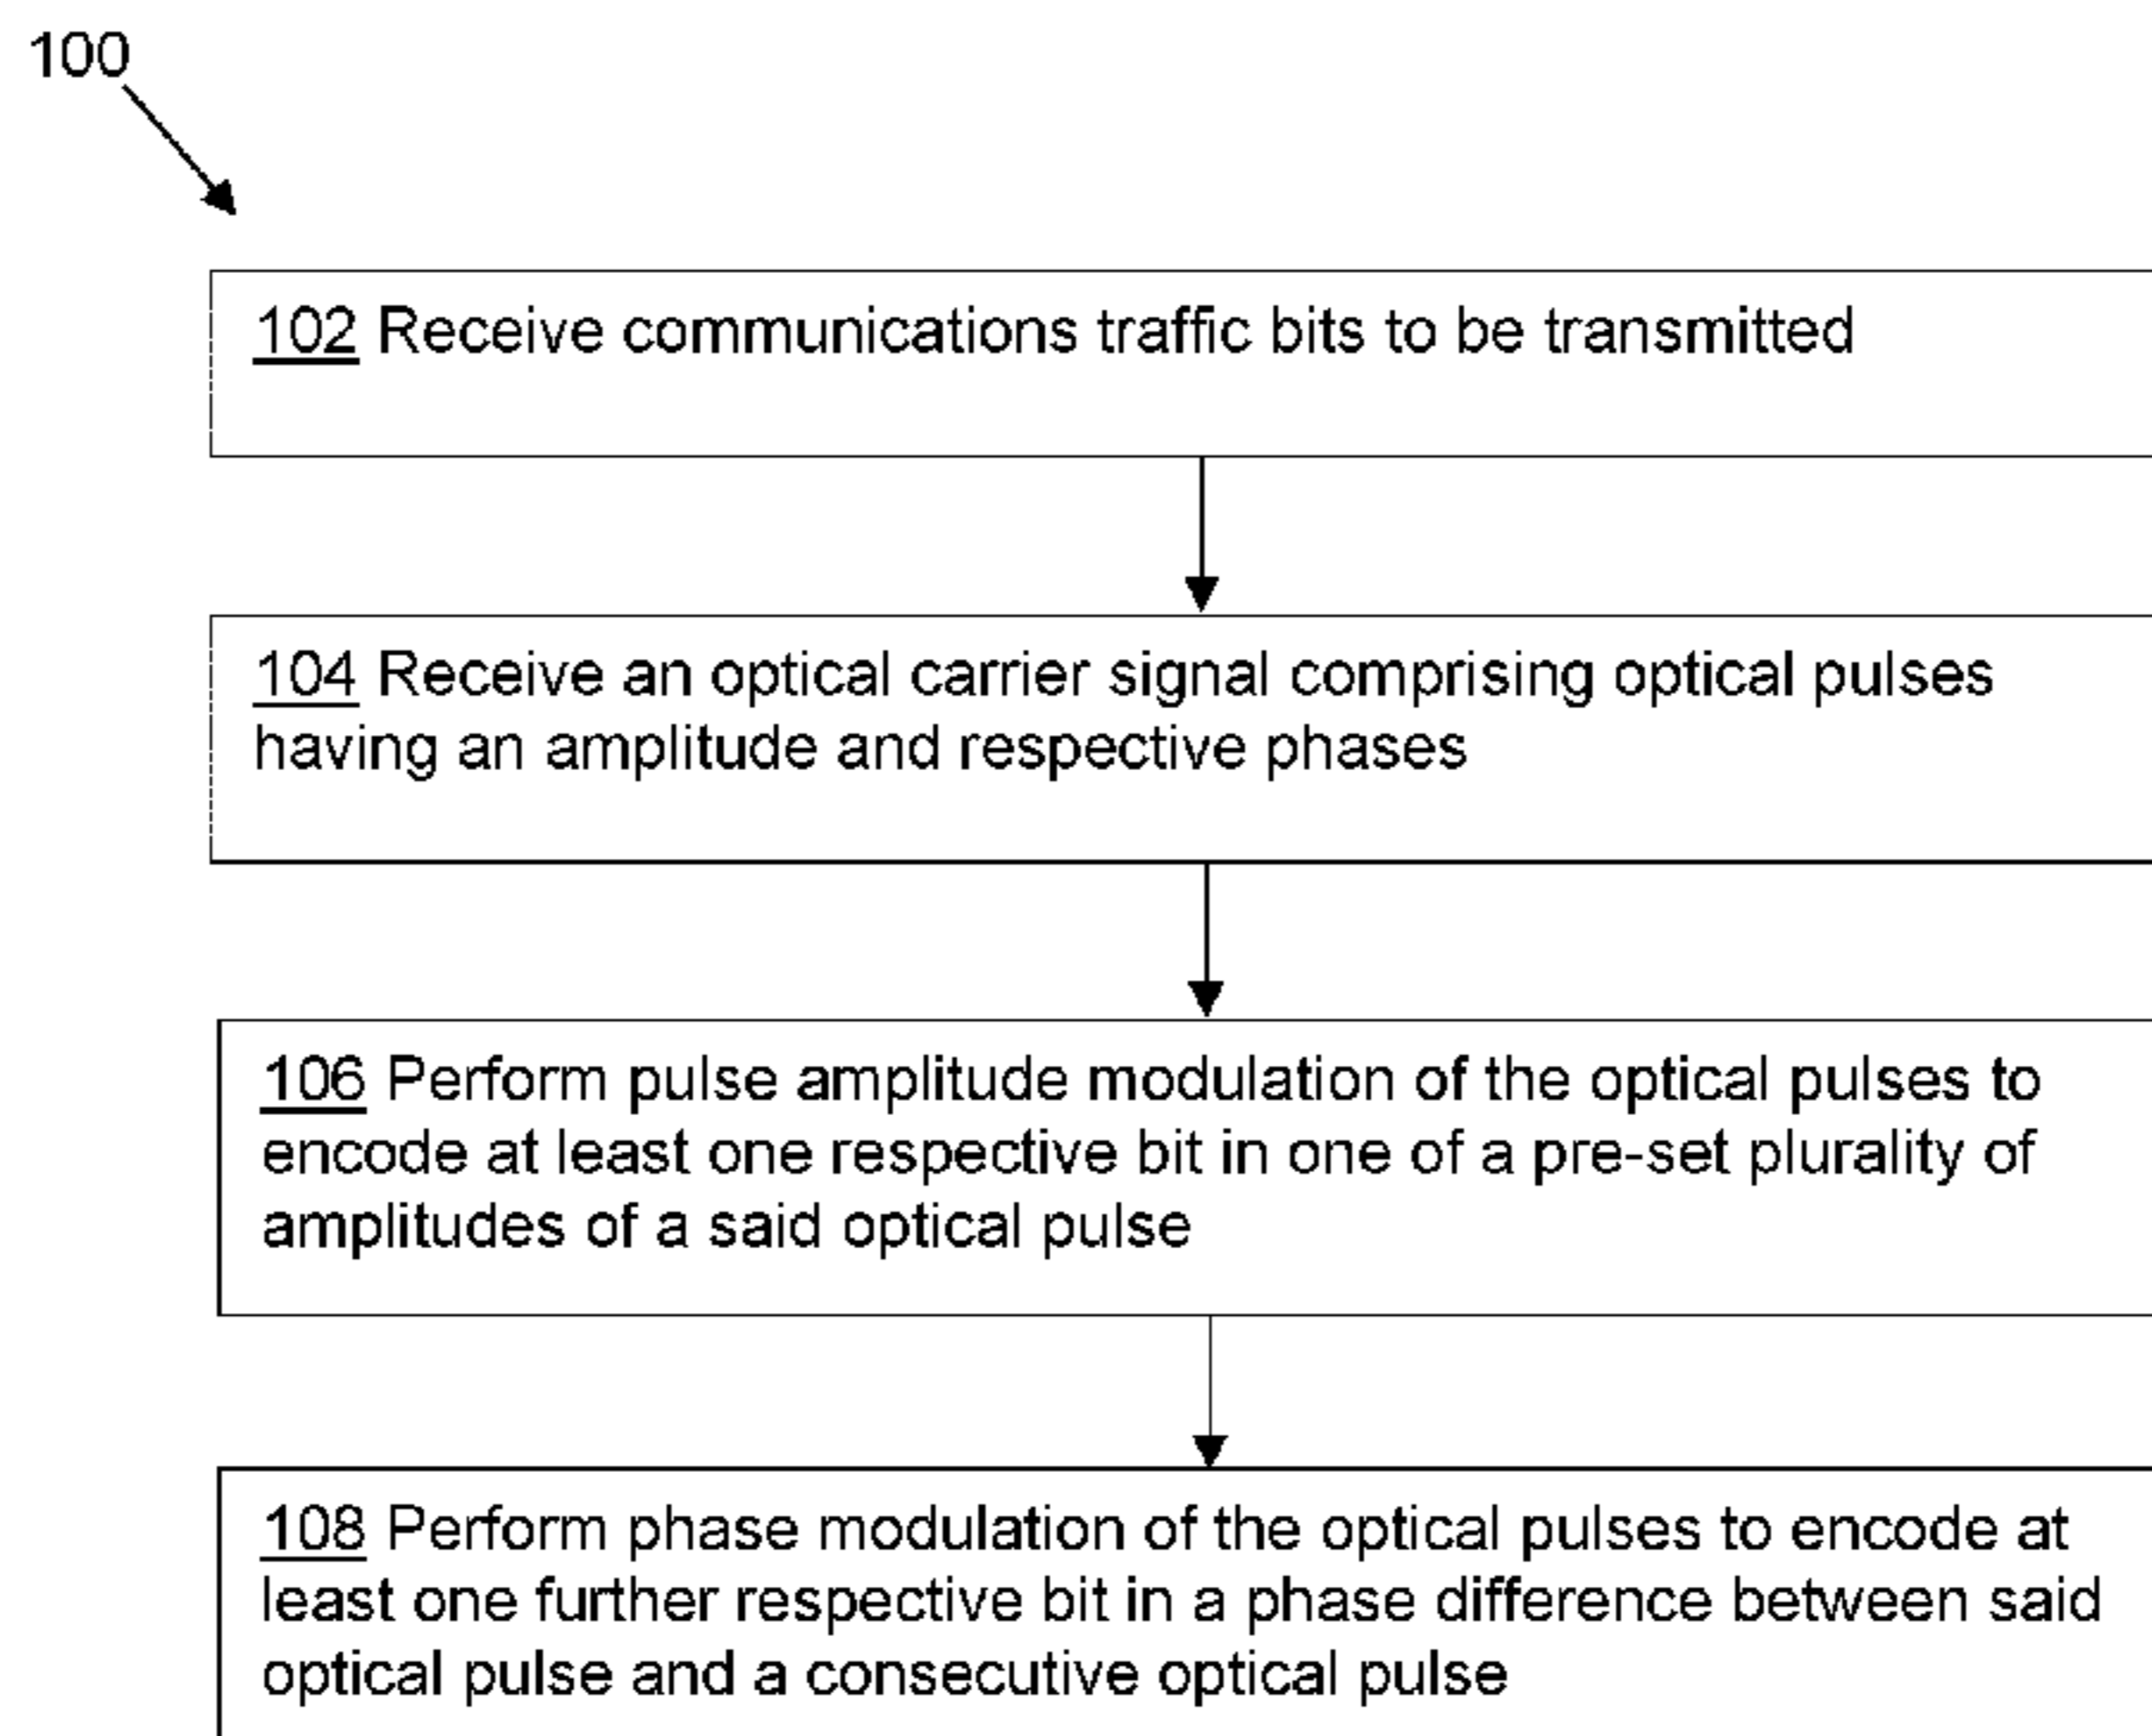 100
102 Receive communications traffic bits to be transmitted
104 Receive an optical carrier signal comprising optical pulses
having an amplitude and respective phases
106 Perform pulse amplitude modulation of the optical pulses to
encode at least one respective bit in one of a pre-set plurality of
amplitudes of a said optical pulse
108 Perform phase modulation of the optical pulses to encode at
least one further respective bit in a phase difference between said
optical pulse and a consecutive optical pulse